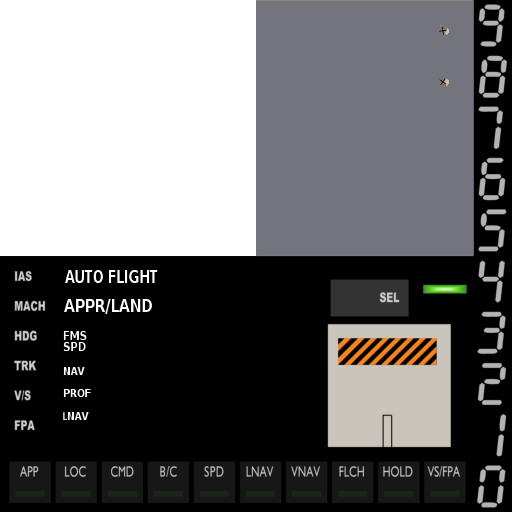 IAS AUTO FLIGHT
MACH APPR/LAND
SEL
HDG FMS
SPD
TRK NAV
V/S PROF
FPA LNAV
APP LOC CMD B/C SPD LNAV VNAV FLCH HOLD VS/FPA
9
8
7
6
5
4
3
2
1
0